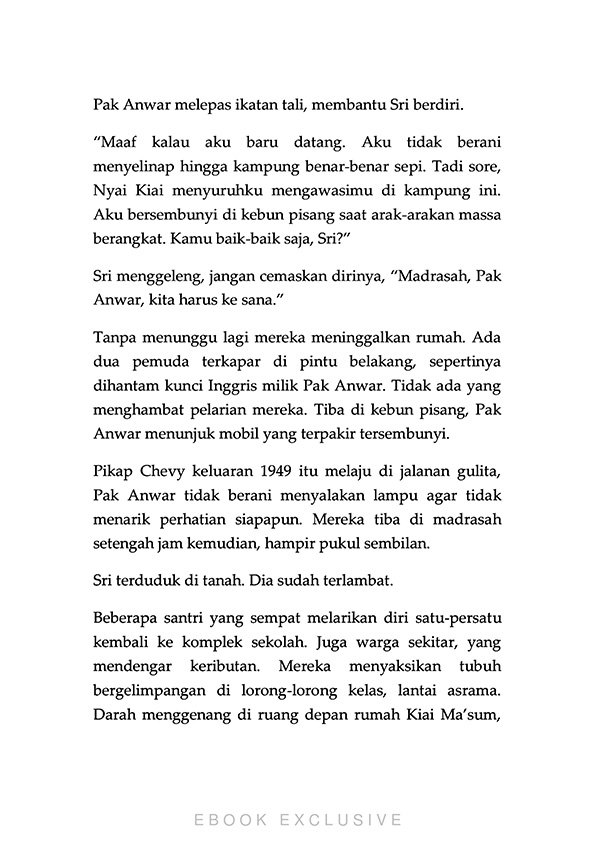 Pak Anwar melepas ikatan tali, membantu Sri berdiri.
“Maaf kalau aku baru datang. Aku tidak berani
menyelinap hingga kampung benar-benar sepi. Tadi sore,
Nyai Kiai menyuruhku mengawasimu di kampung ini.
Aku bersembunyi di kebun pisang saat arak-arakan massa
berangkat. Kamu baik-baik saja, Sri?”
Sri menggeleng, jangan cemaskan dirinya, “Madrasah, Pak
Anwar, kita harus ke sana.”
Tanpa menunggu lagi mereka meninggalkan rumah. Ada
dua pemuda terkapar di pintu belakang, sepertinya
dihantam kunci Inggris milik Pak Anwar. Tidak ada yang
menghambat pelarian mereka. Tiba di kebun pisang, Pak
Anwar menunjuk mobil yang terpakir tersembunyi.
Pikap Chevy keluaran 1949 itu melaju di jalanan gulita,
Pak Anwar tidak berani menyalakan lampu agar tidak
menarik perhatian siapapun. Mereka tiba di madrasah
setengah jam kemudian, hampir pukul sembilan.
Sri terduduk di tanah. Dia sudah terlambat.
Beberapa santri yang sempat melarikan diri satu-persatu
kembali ke komplek sekolah. Juga warga sekitar, yang
mendengar keributan. Mereka menyaksikan tubuh
bergelimpangan di lorong-lorong kelas, lantai asrama.
Darah menggenang di ruang depan rumah Kiai Ma’sum,
EBOOK EXCLUSIVE